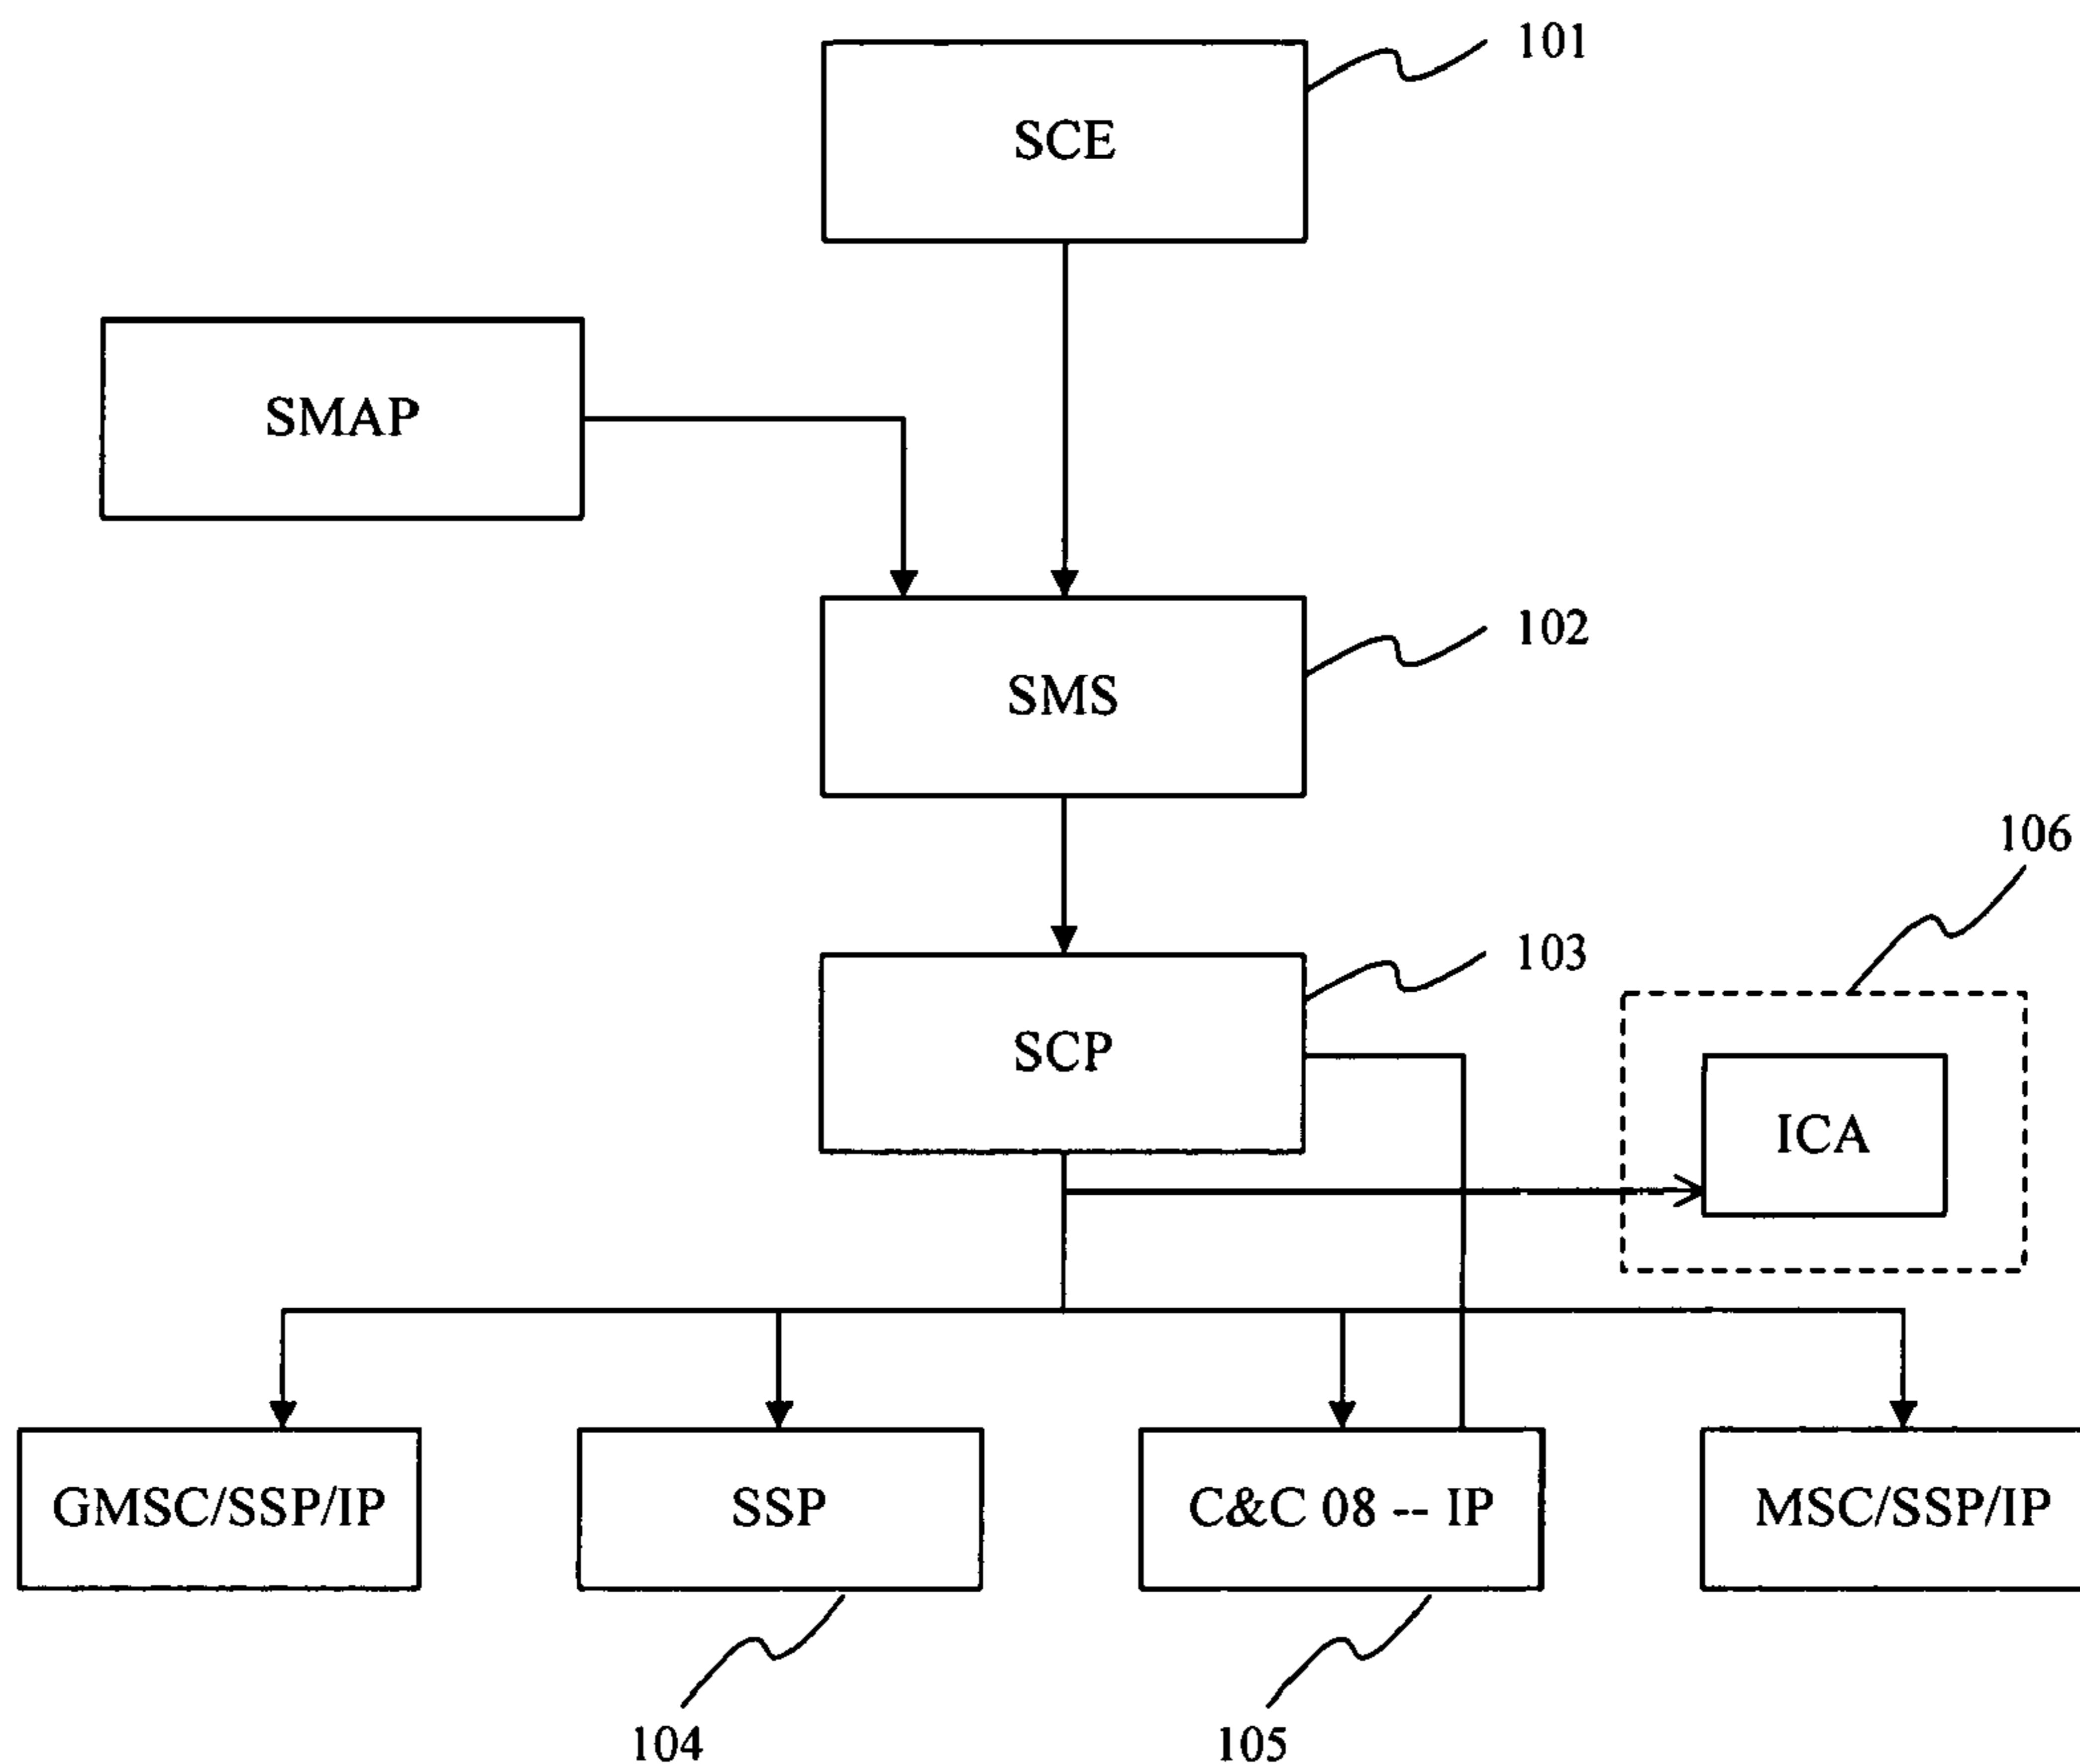 101
SCE
SMAP
102
SMS
106
103
SCP
ICA
GMSC/SSP/IP
SSP
C&C 08 -- IP
MSC/SSP/IP
104
105